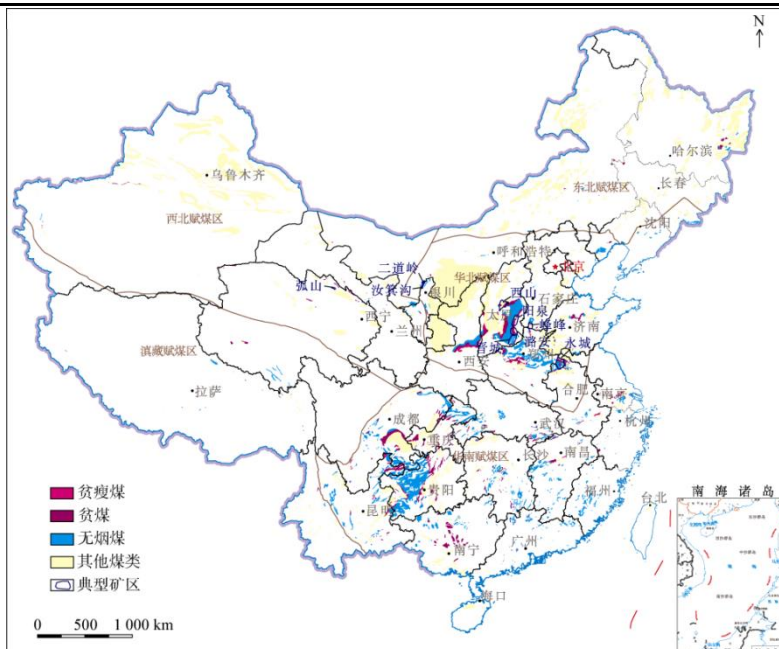 N
哈尔滨
长春
东北赋煤区
沈阳
乌鲁木齐
西北赋煤区
呼和浩特
北京
二道岭
华北赋煤区
孤山
汝箕沟
银川
西山
石家庄
太原
阳泉
西宁
峰峰
济南
兰州
潞安
永城
晋城
郑州
西安
滇藏赋煤区
拉萨
合肥
南京
成都
武汉
杭州
重庆
华南赋煤区
长沙
南昌
贵阳
福州
台北
昆明
南宁
广州
海口
贫瘦煤
贫煤
无烟煤
其他煤类
典型矿区
0 500 1 000 km
南海诸岛